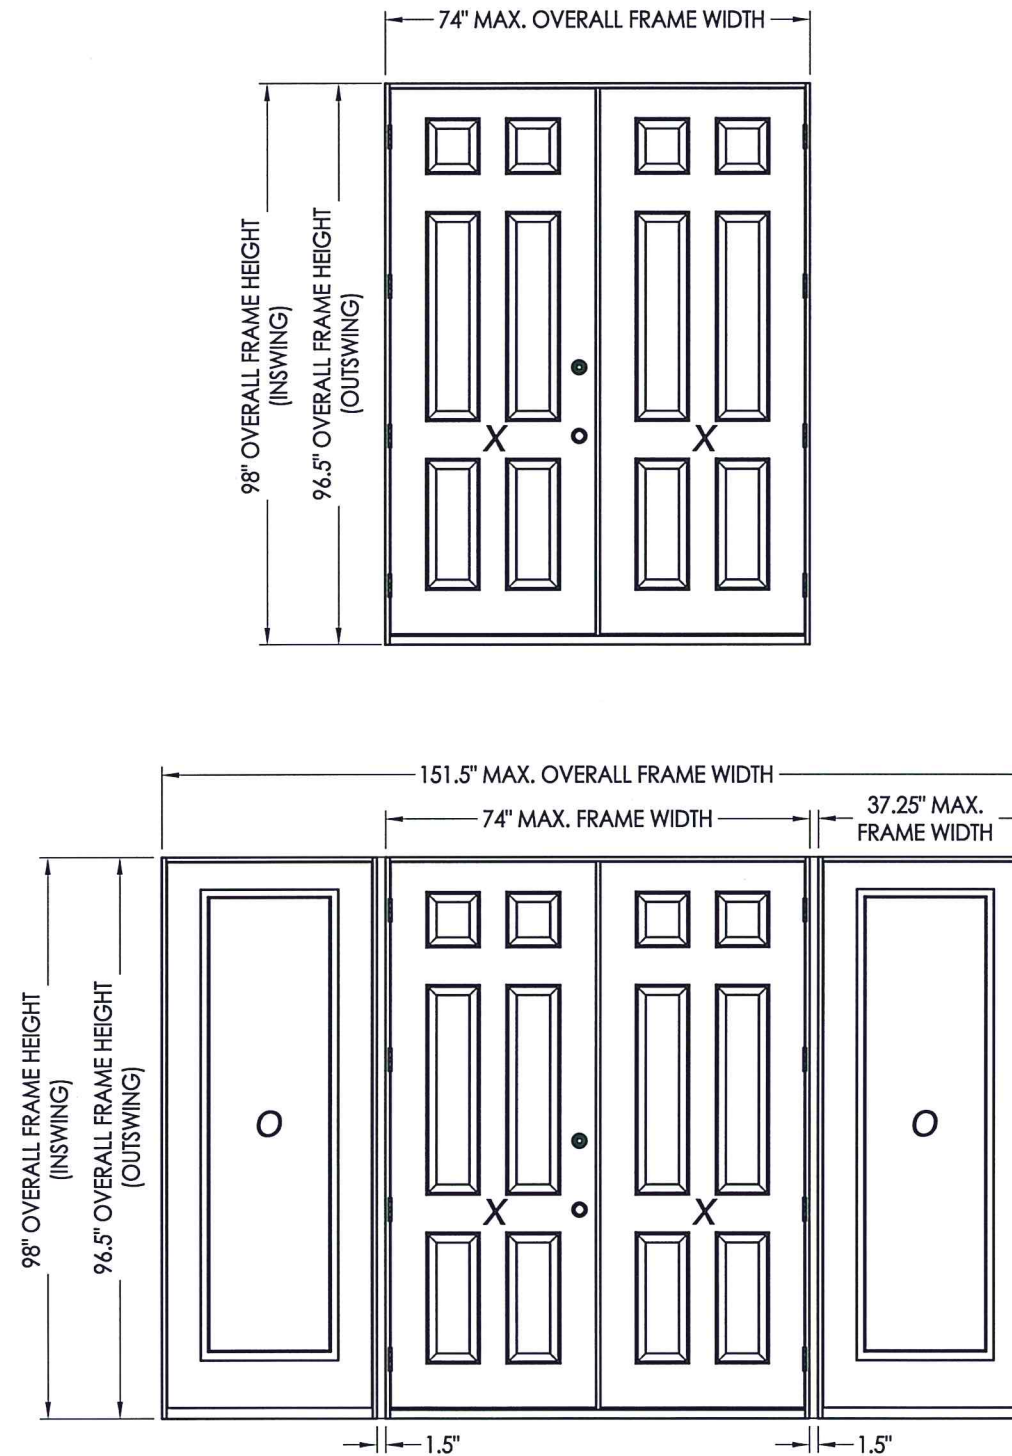 74" MAX. OVERALL FRAME WIDTH
98" OVERALL FRAME HEIGHT
(INSWING)
96.5" OVERALL FRAME HEIGHT
(OUTSWING)
X
X
151.5" MAX. OVERALL FRAME WIDTH
74" MAX. FRAME WIDTH
37.25" MAX.
FRAME WIDTH
98" OVERALL FRAME HEIGHT
(INSWING)
96.5" OVERALL FRAME HEIGHT
(OUTSWING)
O
X
X
O
1.5"
1.5"